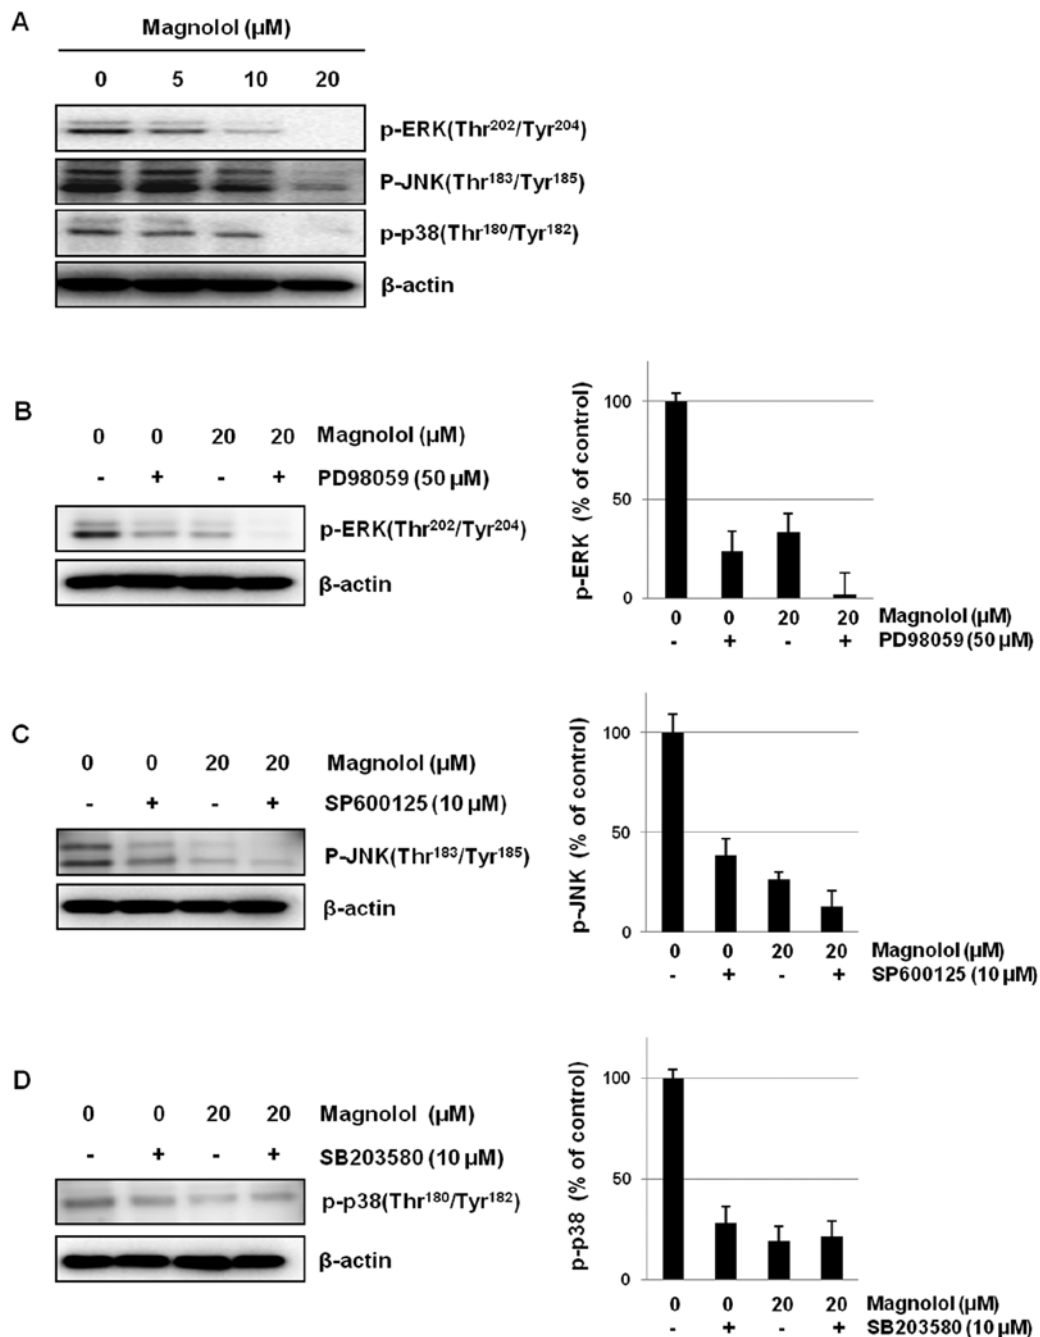 A
Magnolol (µM)
0 5 10 20
p-ERK(Thr²⁰²/Tyr²⁰⁴)
P-JNK(Thr¹⁸³/Tyr¹⁸⁵)
p-p38(Thr¹⁸⁰/Tyr¹⁸²)
β-actin
B
0 0 20 20 Magnolol (µM)
- + - + PD98059 (50 µM)
p-ERK(Thr²⁰²/Tyr²⁰⁴)
β-actin
p-ERK (% of control)
100
50
0
0 0 20 20 Magnolol (µM)
- + - + PD98059 (50 µM)
C
0 0 20 20 Magnolol (µM)
- + - + SP600125 (10 µM)
P-JNK(Thr¹⁸³/Tyr¹⁸⁵)
β-actin
p-JNK (% of control)
100
50
0
0 0 20 20 Magnolol (µM)
- + - + SP600125 (10 µM)
D
0 0 20 20 Magnolol (µM)
- + - + SB203580 (10 µM)
p-p38(Thr¹⁸⁰/Tyr¹⁸²)
β-actin
p-p38 (% of control)
100
50
0
0 0 20 20 Magnolol (µM)
- + - + SB203580 (10 µM)